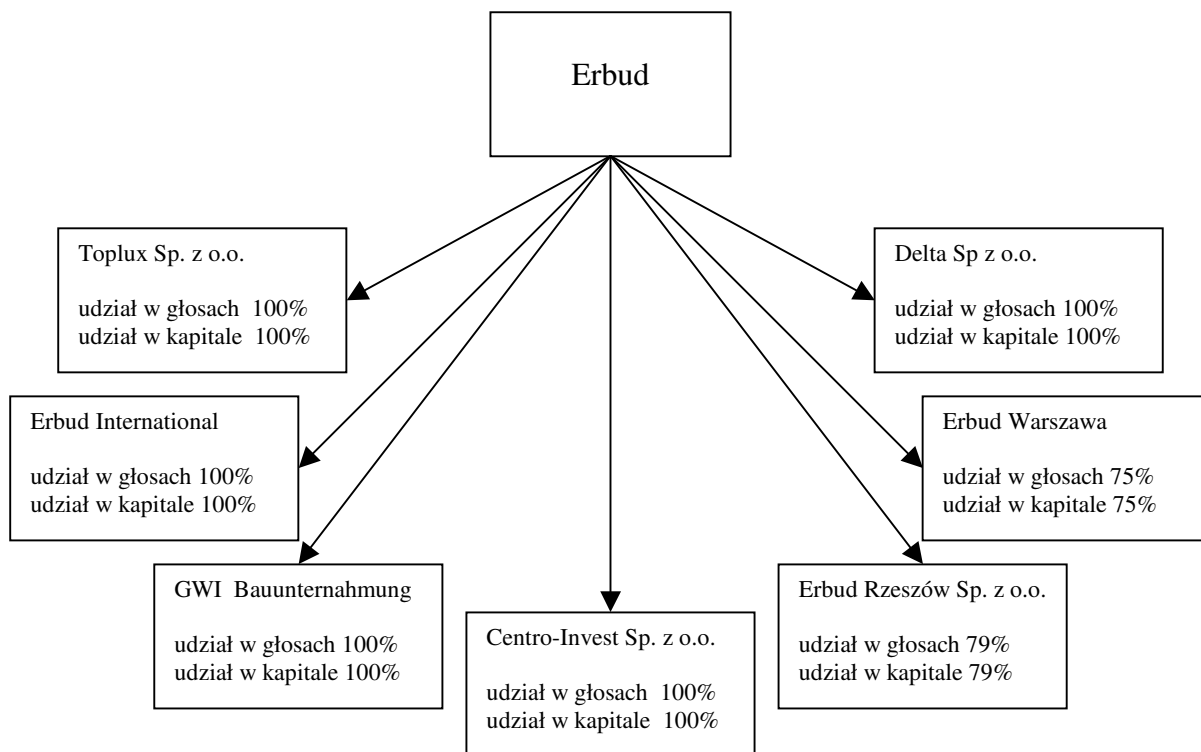 Erbud
Toplux Sp. z o.o.
udział w głosach 100%
udział w kapitale 100%
Delta Sp z o.o.
udział w głosach 100%
udział w kapitale 100%
Erbud International
udział w głosach 100%
udział w kapitale 100%
Erbud Warszawa
udział w głosach 75%
udział w kapitale 75%
GWI Bauunternahmung
udział w głosach 100%
udział w kapitale 100%
Centro-Invest Sp. z o.o.
udział w głosach 100%
udział w kapitale 100%
Erbud Rzeszów Sp. z o.o.
udział w głosach 79%
udział w kapitale 79%